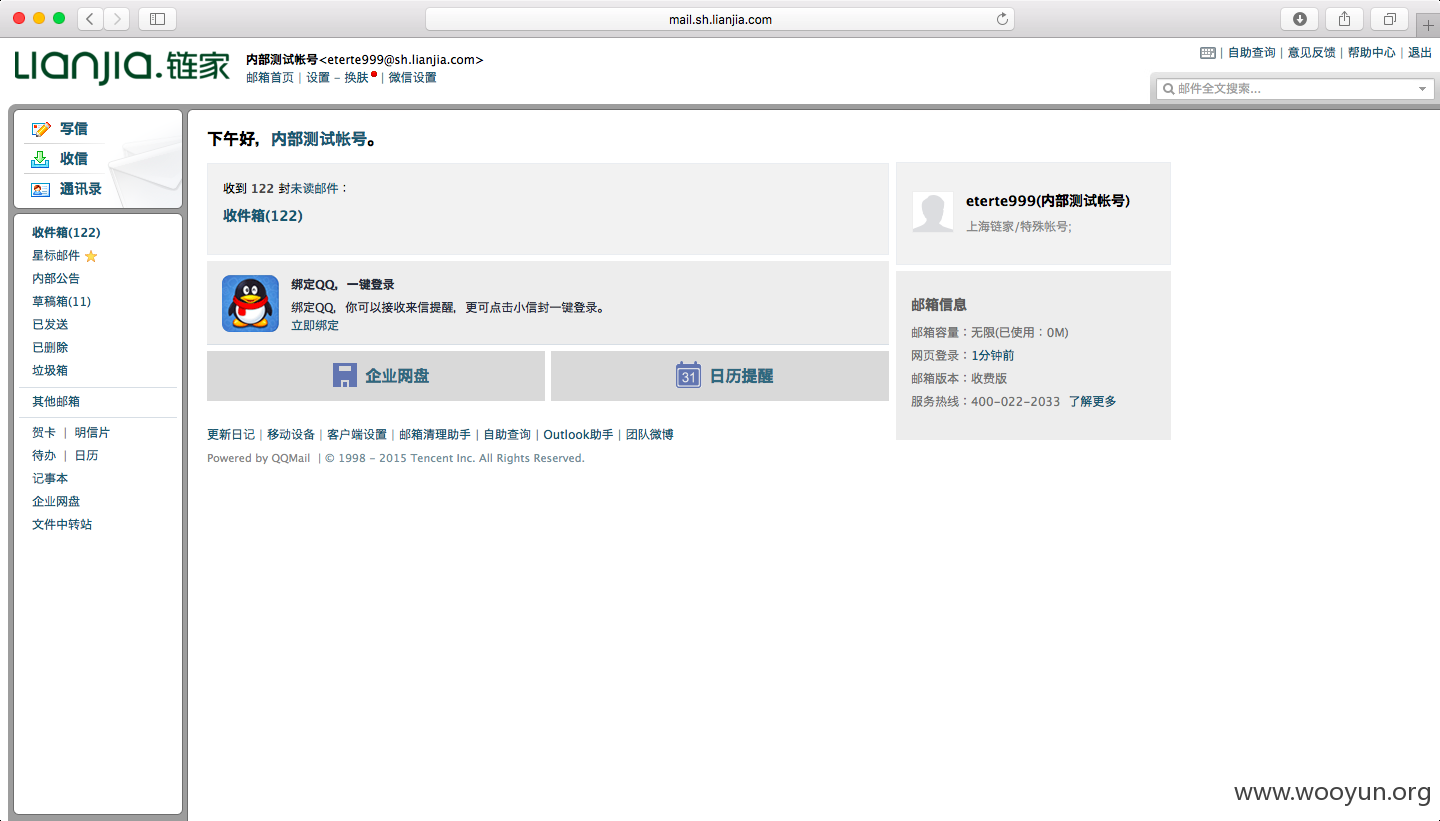 mail.sh.lianjia.com
Lianjia.链家
内部测试帐号<eterte999@sh.lianjia.com>
邮箱首页 | 设置 - 换肤 | 微信设置
| 自助查询 | 意见反馈 | 帮助中心 | 退出
邮件全文搜索...
写信
收信
通讯录
收件箱(122)
星标邮件
内部公告
草稿箱(11)
已发送
已删除
垃圾箱
其他邮箱
贺卡 | 明信片
待办 | 日历
记事本
企业网盘
文件中转站
下午好，内部测试帐号。
收到 122 封未读邮件：
收件箱(122)
绑定QQ，一键登录
绑定QQ，你可以接收来信提醒，更可点击小信封一键登录。
立即绑定
企业网盘
31 日历提醒
更新日记 | 移动设备 | 客户端设置 | 邮箱清理助手 | 自助查询 | Outlook助手 | 团队微博
Powered by QQMail | © 1998 - 2015 Tencent Inc. All Rights Reserved.
eterte999(内部测试帐号)
上海链家/特殊帐号;
邮箱信息
邮箱容量：无限(已使用：0M)
网页登录：1分钟前
邮箱版本：收费版
服务热线：400-022-2033 了解更多
www.wooyun.org